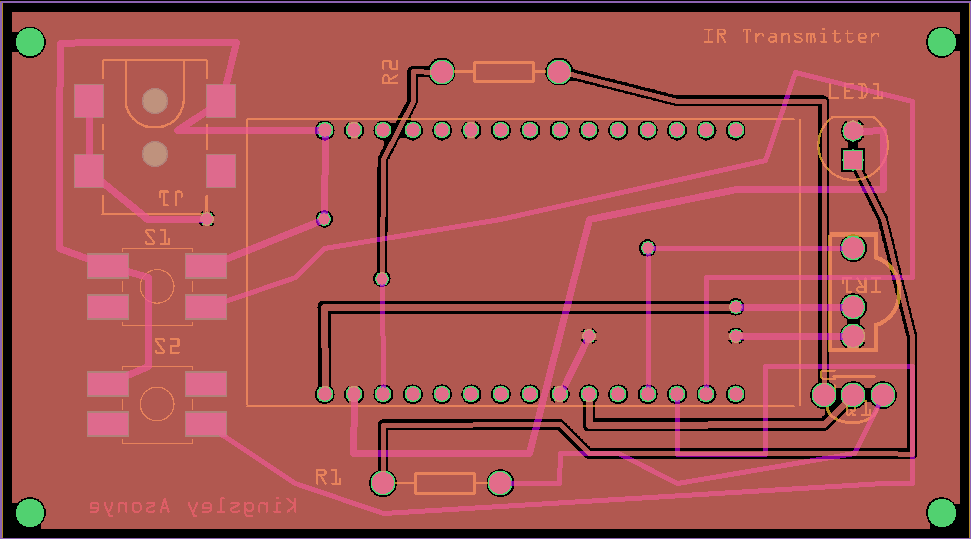 IR Transmitter
R2
LED1
J1
S1
IR1
S2
R1
Kingsley Asonye